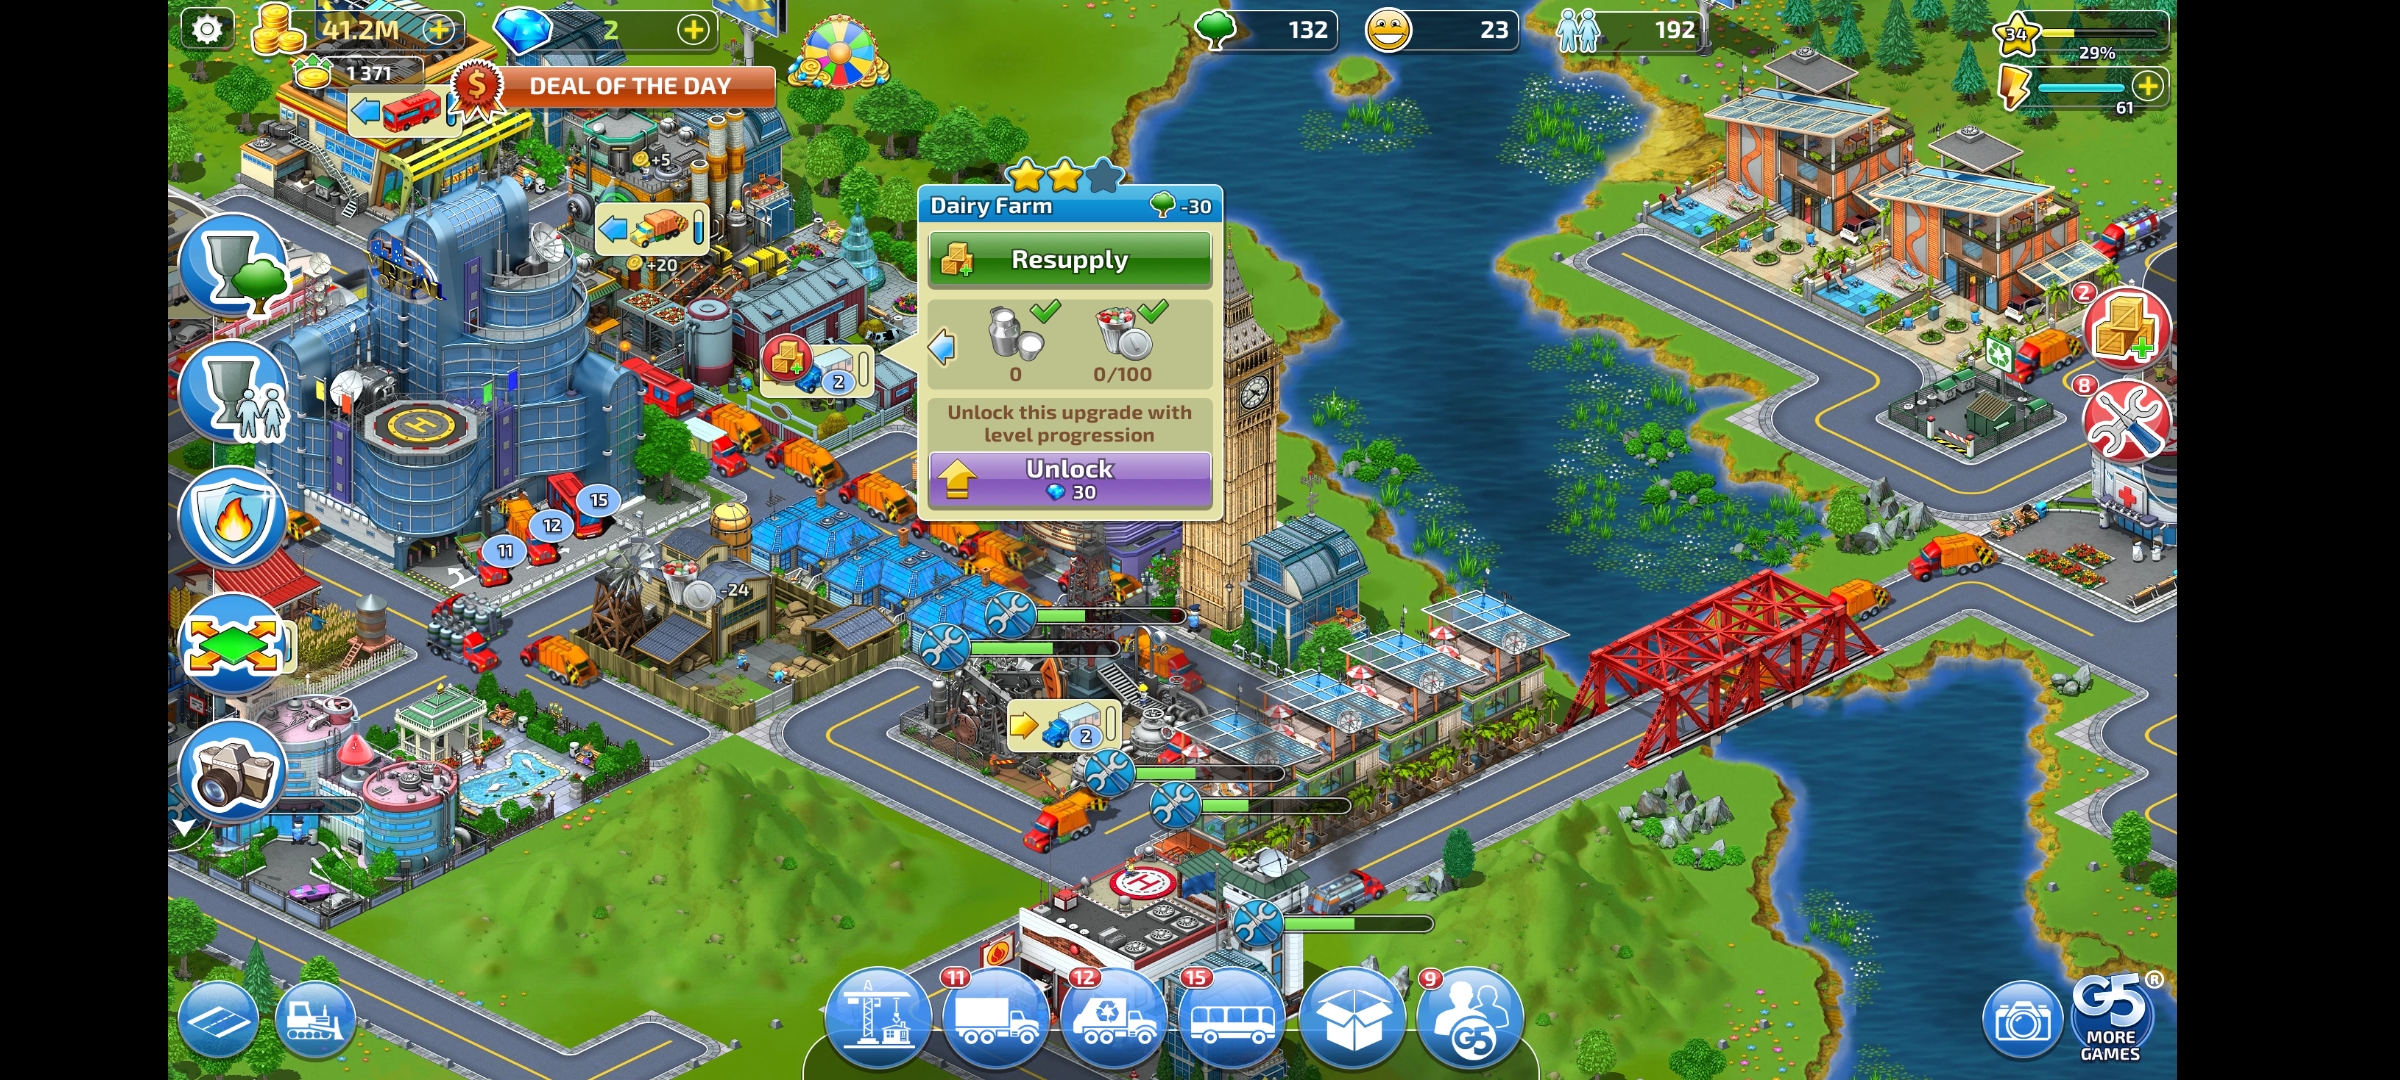 41.2M
2
132
23
192
34
29%
1 371
DEAL OF THE DAY
61
+5
Dairy Farm
-30
+20
Resupply
2
2
0
0/100
8
Unlock this upgrade with
level progression
Unlock
30
15
12
11
-24
2
H
H
11
12
15
9
G5
G5
®
MORE
GAMES